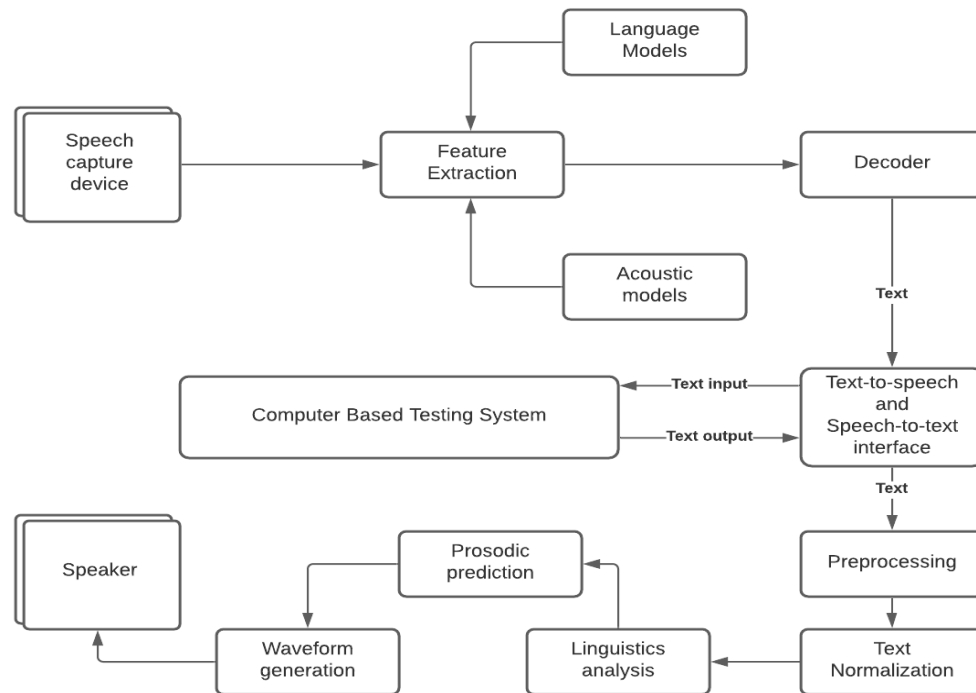 Language
Models
Speech
capture
device
Feature
Extraction
Decoder
Acoustic
models
Text
Computer Based Testing System
Text input
Text output
Text-to-speech
and
Speech-to-text
interface
Text
Speaker
Prosodic
prediction
Preprocessing
Waveform
generation
Linguistics
analysis
Text
Normalization